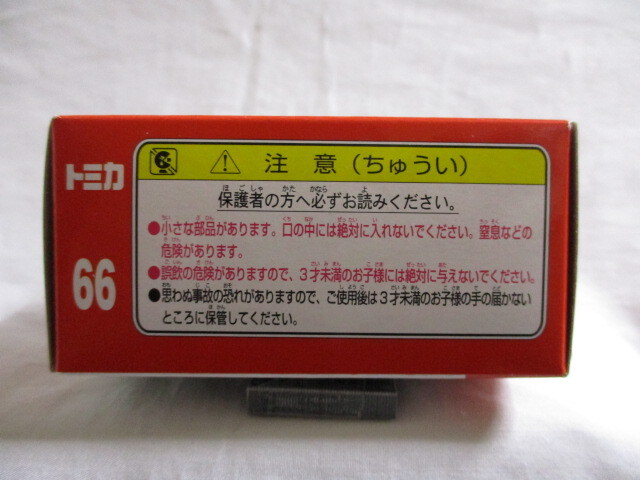 トミカ
66
注意(ちゅうい)
保護者の方へ必ずお読みください。
●小さな部品があります。口の中には絶対に入れないでください。窒息などの
危険があります。
●誤飲の危険がありますので、3才未満のお子様には絶対に与えないでください。
●思わぬ事故の恐れがありますので、ご使用後は3才未満のお子様の手の届かない
ところに保管してください。